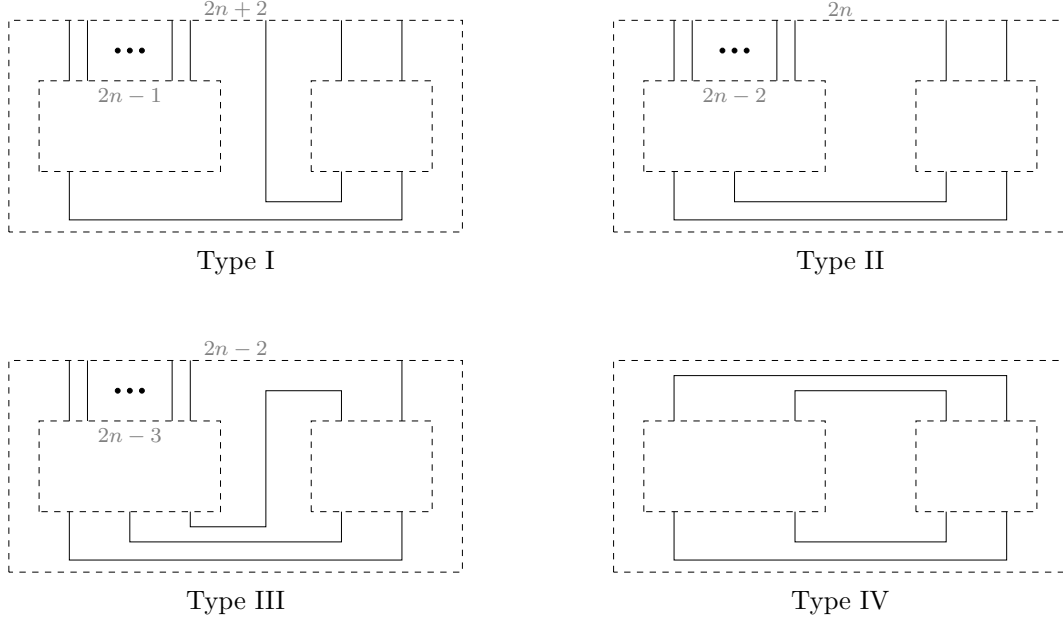 2n + 2
2n
2n − 1
2n − 2
Type I
Type II
2n − 2
2n − 3
Type III
Type IV